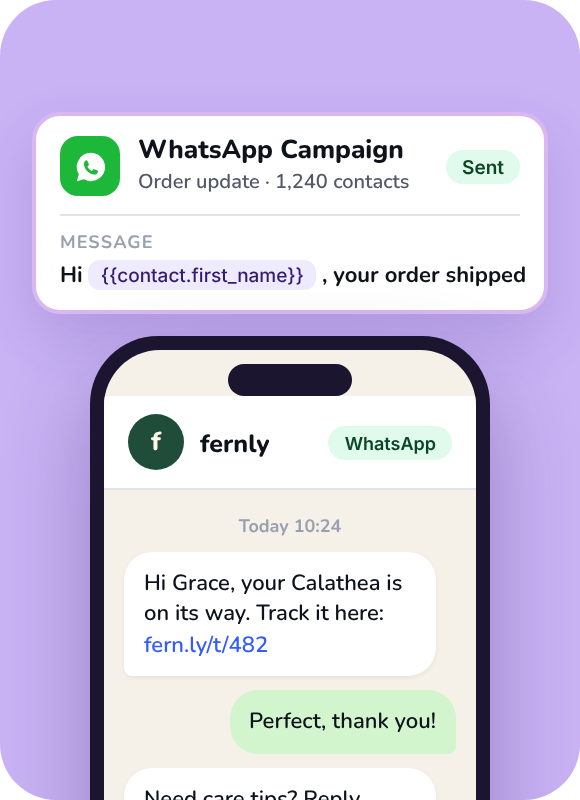 WhatsApp Campaign
Order update · 1,240 contacts
Sent
MESSAGE
Hi {{contact.first_name}} , your order shipped
f
fernly
WhatsApp
Today 10:24
Hi Grace, your Calathea is
on its way. Track it here:
fern.ly/t/482
Perfect, thank you!
Need care tips? Reply